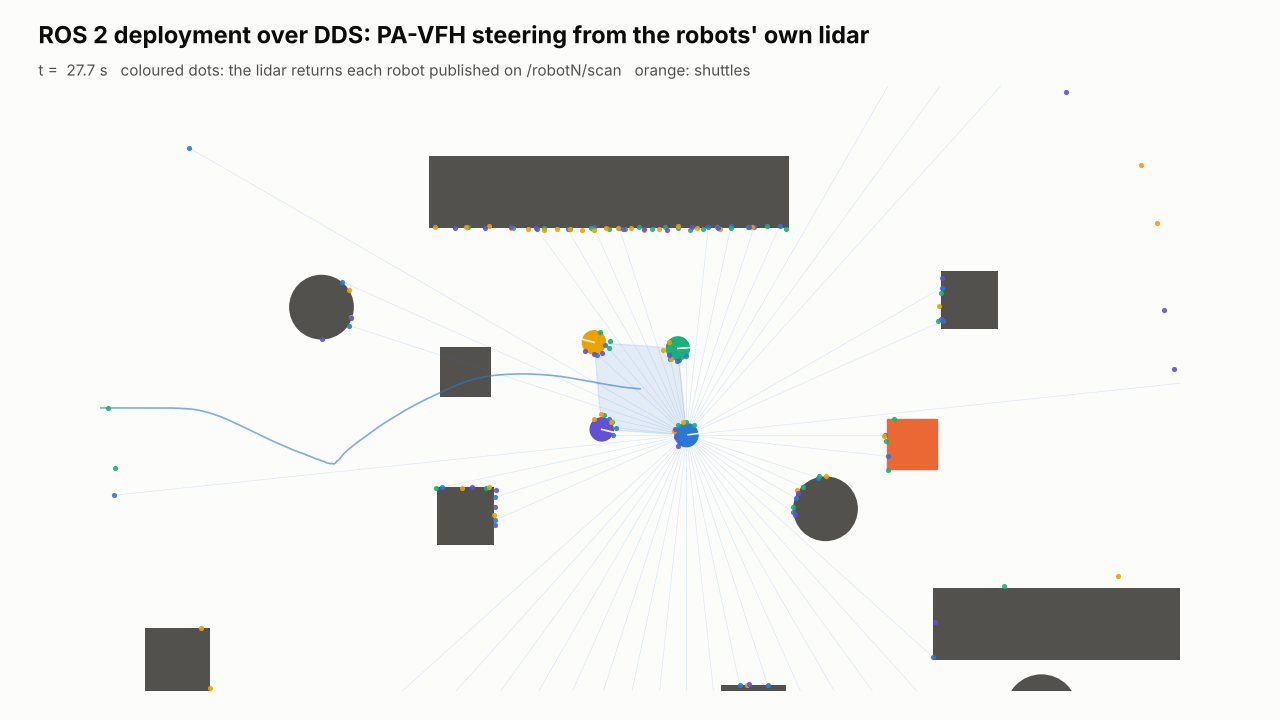 ROS 2 deployment over DDS: PA-VFH steering from the robots' own lidar
t =  27.7 s   coloured dots: the lidar returns each robot published on /robotN/scan   orange: shuttles